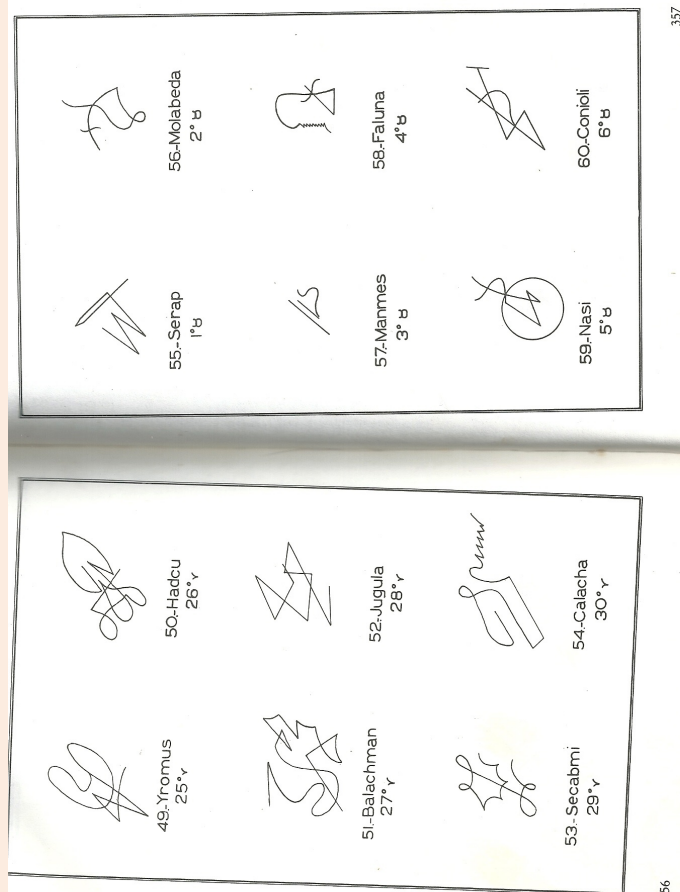 49.-Yromus
25°♈
50.-Hadcu
26°♈
51.-Balachman
27°♈
52.-Jugula
28°♈
53.-Secabmi
29°♈
54.-Calacha
30°♈
56
55.-Serap
1°♉
56.-Molabeda
2°♉
57.-Manmes
3°♉
58.-Faluna
4°♉
59.-Nasi
5°♉
60.-Conioli
6°♉
357